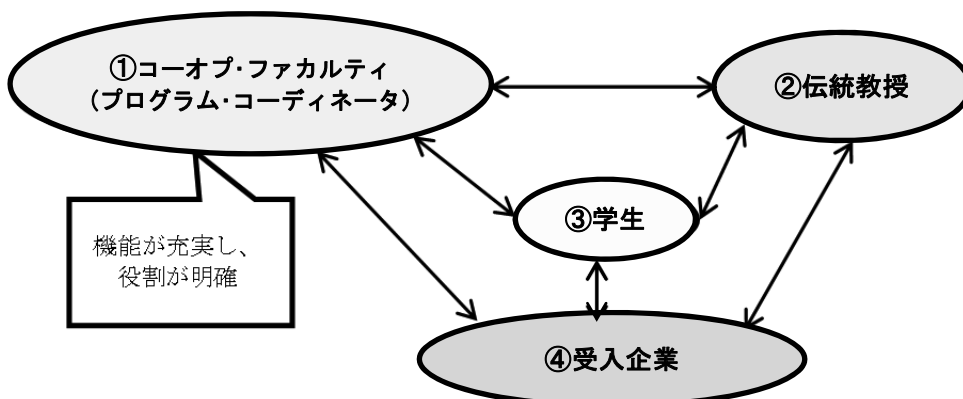 ①コーオプ･ファカルティ
(プログラム･コーディネータ)
②伝統教授
③学生
機能が充実し、
役割が明確
④受入企業